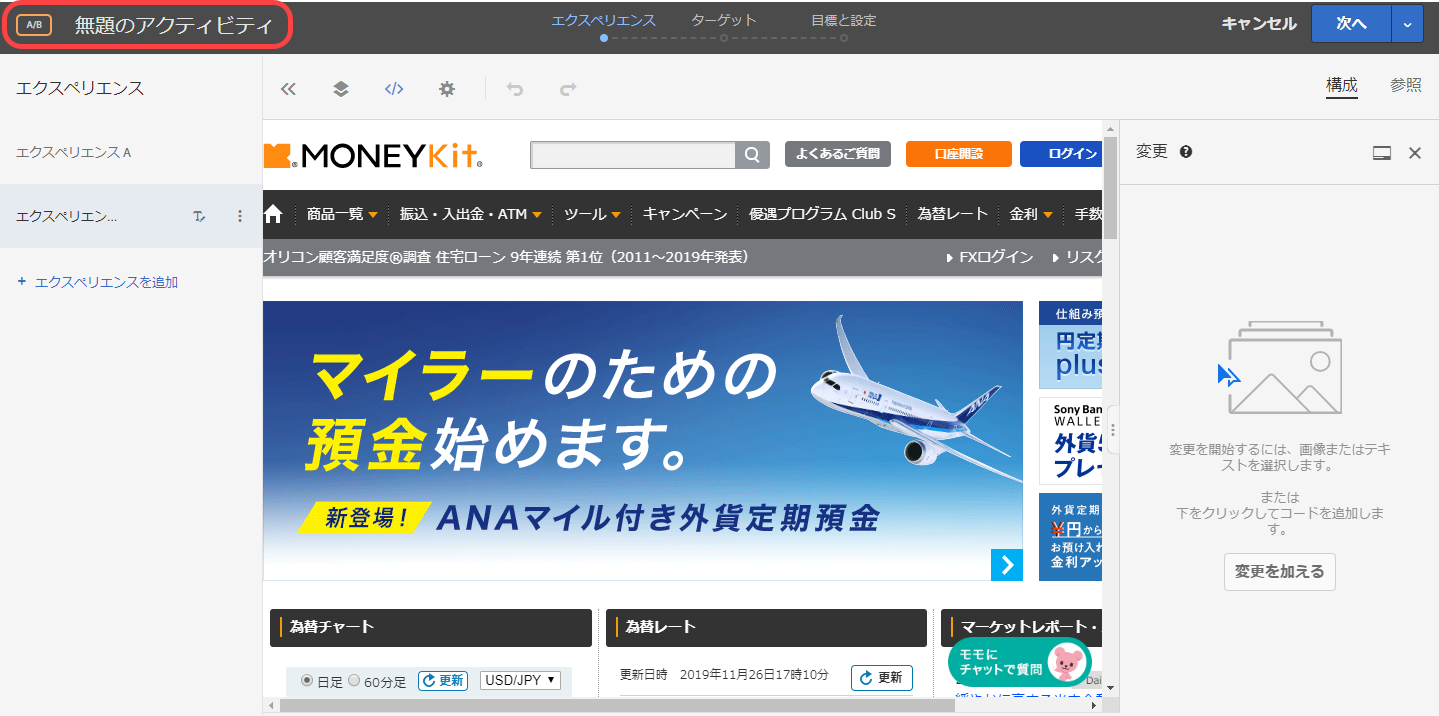 A/B 無題のアクティビティ
エクスペリエンス ターゲット 目標と設定
キャンセル 次へ
エクスペリエンス
エクスペリエンス A
エクスペリエン...
+ エクスペリエンスを追加
</>
構成 参照
MONEYKit
よくあるご質問 口座開設 ログイン
商品一覧 振込・入出金・ATM ツール キャンペーン 優遇プログラム Club S 為替レート 金利 手数
オリコン顧客満足度®調査 住宅ローン 9年連続 第1位（2011～2019年発表）
FXログイン リスク
マイラーのための
預金始めます。
新登場！ ANAマイル付き外貨定期預金
ANA
仕組み預
円定期
plus
Sony Ban
WALLE
外貨
プレー
外貨定期
¥円から
お預け入れ
金利アッ
為替チャート
日足 60分足 更新 USD/JPY
為替レート
更新日時 2019年11月26日17時10分 更新
マーケットレポート・
モモに
チャットで質問
Dai
変更
変更を開始するには、画像またはテキ
ストを選択します。
または
下をクリックしてコードを追加しま
す。
変更を加える